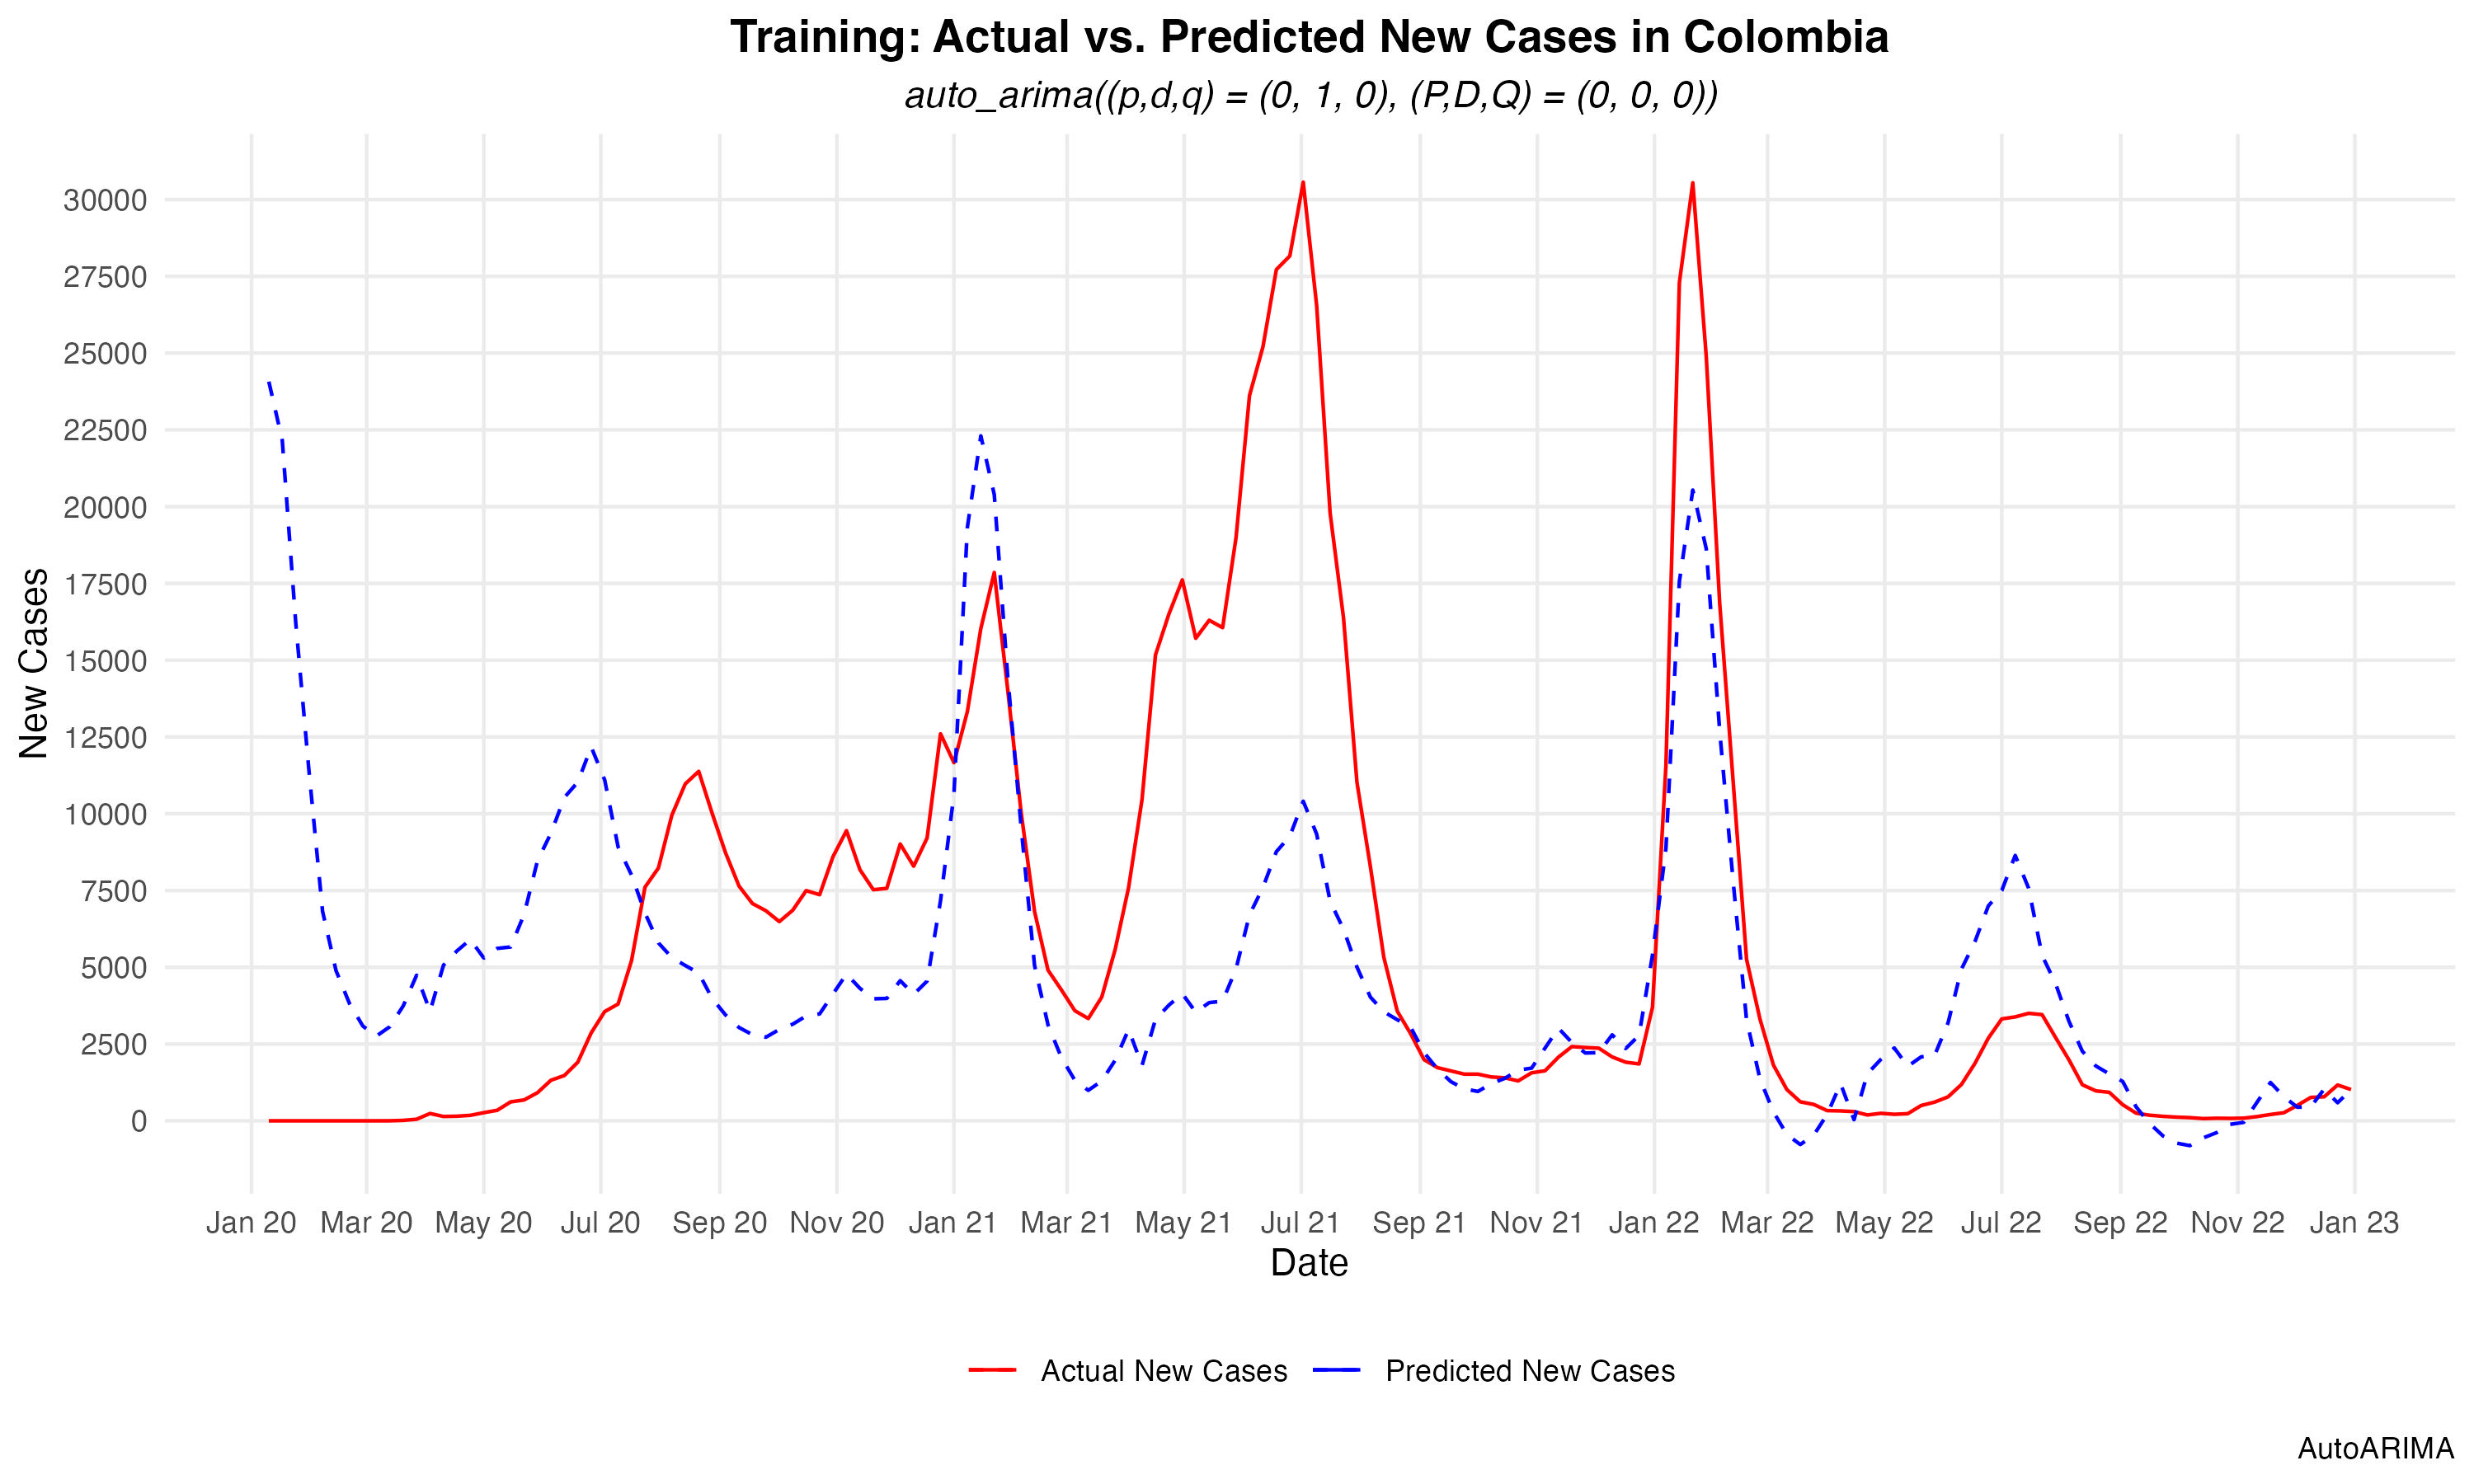 Training: Actual vs. Predicted New Cases in Colombia
auto_arima((p,d,q) = (0, 1, 0), (P,D,Q) = (0, 0, 0))
New Cases
30000
27500
25000
22500
20000
17500
15000
12500
10000
7500
5000
2500
0
Jan 20 Mar 20 May 20 Jul 20 Sep 20 Nov 20 Jan 21 Mar 21 May 21 Jul 21 Sep 21 Nov 21 Jan 22 Mar 22 May 22 Jul 22 Sep 22 Nov 22 Jan 23
Date
Actual New Cases Predicted New Cases
AutoARIMA